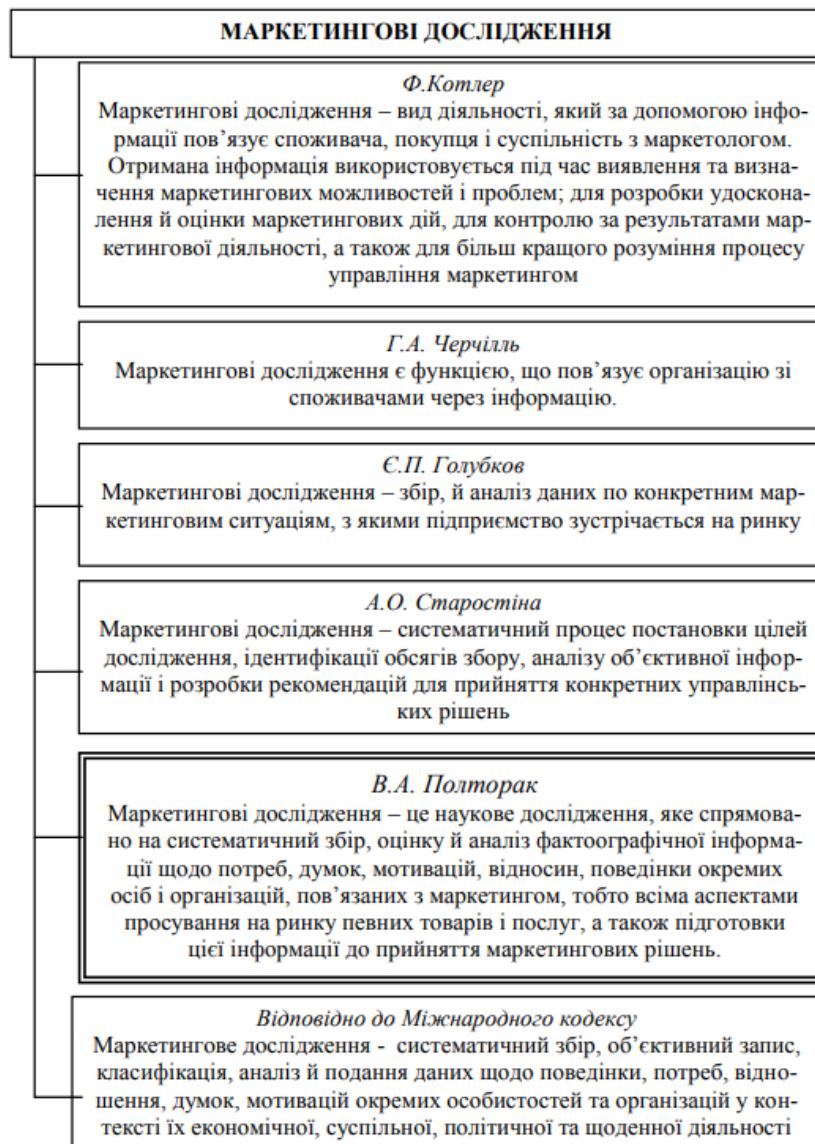 МАРКЕТИНГОВІ ДОСЛІДЖЕННЯ
Ф.Котлер
Маркетингові дослідження – вид діяльності, який за допомогою інфо-
рмації пов’язує споживача, покупця і суспільність з маркетологом.
Отримана інформація використовується під час виявлення та визна-
чення маркетингових можливостей і проблем; для розробки удоскона-
лення й оцінки маркетингових дій, для контролю за результатами мар-
кетингової діяльності, а також для більш кращого розуміння процесу
управління маркетингом
Г.А. Черчілль
Маркетингові дослідження є функцією, що пов’язує організацію зі
споживачами через інформацію.
Є.П. Голубков
Маркетингові дослідження – збір, й аналіз даних по конкретним мар-
кетинговим ситуаціям, з якими підприємство зустрічається на ринку
А.О. Старостіна
Маркетингові дослідження – систематичний процес постановки цілей
дослідження, ідентифікації обсягів збору, аналізу об’єктивної інфор-
мації і розробки рекомендацій для прийняття конкретних управлінсь-
ких рішень
В.А. Полторак
Маркетингові дослідження – це наукове дослідження, яке спрямова-
но на систематичний збір, оцінку й аналіз фактоографічної інформа-
ції щодо потреб, думок, мотивацій, відносин, поведінки окремих
осіб і організацій, пов’язаних з маркетингом, тобто всіма аспектами
просування на ринку певних товарів і послуг, а також підготовки
цієї інформації до прийняття маркетингових рішень.
Відповідно до Міжнародного кодексу
Маркетингове дослідження - систематичний збір, об’єктивний запис,
класифікація, аналіз й подання даних щодо поведінки, потреб, відно-
шення, думок, мотивацій окремих особистостей та організацій у кон-
тексті їх економічної, суспільної, політичної та щоденної діяльності